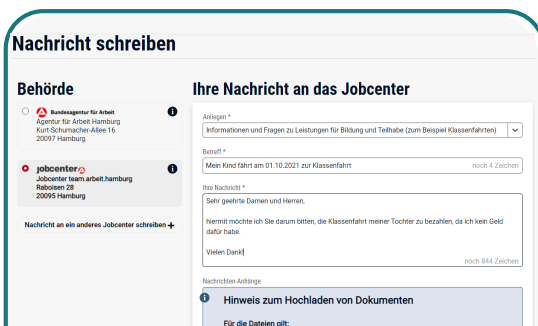 Nachricht schreiben
Behörde
Bundesagentur für Arbeit
Agentur für Arbeit Hamburg
Kurt-Schumacher-Allee 16
20097 Hamburg
jobcenter
Jobcenter team.arbeit.hamburg
Raboisen 28
20095 Hamburg
Nachricht an ein anderes Jobcenter schreiben +
Ihre Nachricht an das Jobcenter
Anliegen *
Informationen und Fragen zu Leistungen für Bildung und Teilhabe (zum Beispiel Klassenfahrten)
Betreff *
Mein Kind fährt am 01.10.2021 zur Klassenfahrt noch 4 Zeichen
Ihre Nachricht *
Sehr geehrte Damen und Herren,
hiermit möchte ich Sie darum bitten, die Klassenfahrt meiner Tochter zu bezahlen, da ich kein Geld
dafür habe.
Vielen Dank!
noch 844 Zeichen
Nachrichten-Anhänge
Hinweis zum Hochladen von Dokumenten
Für die Dateien gilt: